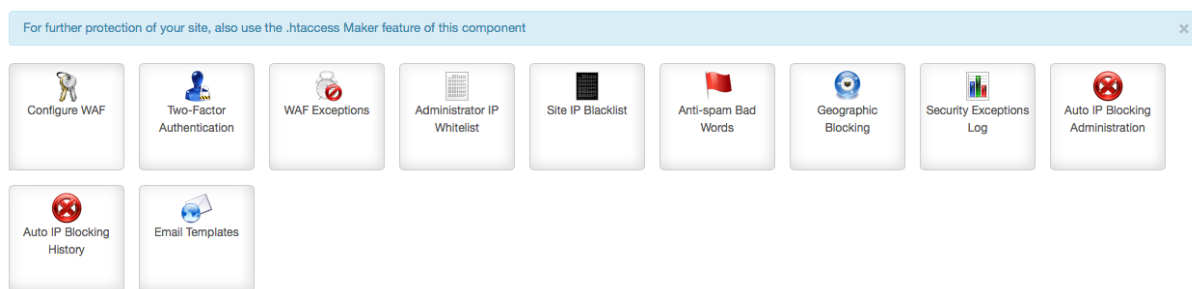 For further protection of your site, also use the .htaccess Maker feature of this component
×
Configure WAF
Two-Factor
Authentication
WAF Exceptions
Administrator IP
Whitelist
Site IP Blacklist
Anti-spam Bad
Words
Geographic
Blocking
Security Exceptions
Log
Auto IP Blocking
Administration
Auto IP Blocking
History
Email Templates